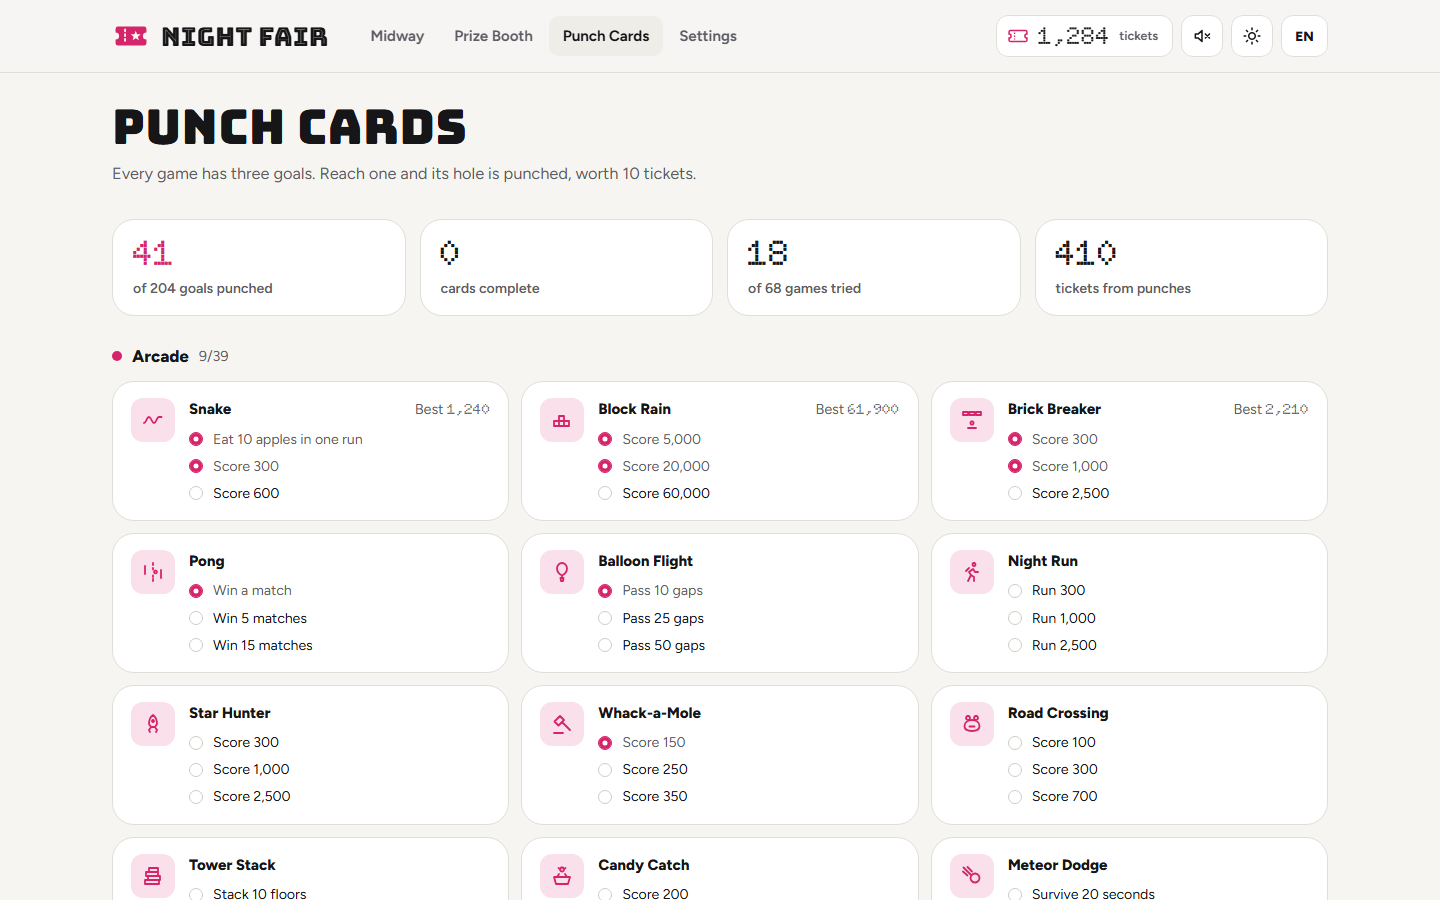 NIGHT FAIR
Midway
Prize Booth
Punch Cards
Settings
1,284 tickets
EN
PUNCH CARDS
Every game has three goals. Reach one and its hole is punched, worth 10 tickets.
41
of 204 goals punched
0
cards complete
18
of 68 games tried
410
tickets from punches
Arcade 9/39
Snake
Best 1,240
Eat 10 apples in one run
Score 300
Score 600
Block Rain
Best 61,900
Score 5,000
Score 20,000
Score 60,000
Brick Breaker
Best 2,210
Score 300
Score 1,000
Score 2,500
Pong
Win a match
Win 5 matches
Win 15 matches
Balloon Flight
Pass 10 gaps
Pass 25 gaps
Pass 50 gaps
Night Run
Run 300
Run 1,000
Run 2,500
Star Hunter
Score 300
Score 1,000
Score 2,500
Whack-a-Mole
Score 150
Score 250
Score 350
Road Crossing
Score 100
Score 300
Score 700
Tower Stack
Stack 10 floors
Candy Catch
Score 200
Meteor Dodge
Survive 20 seconds